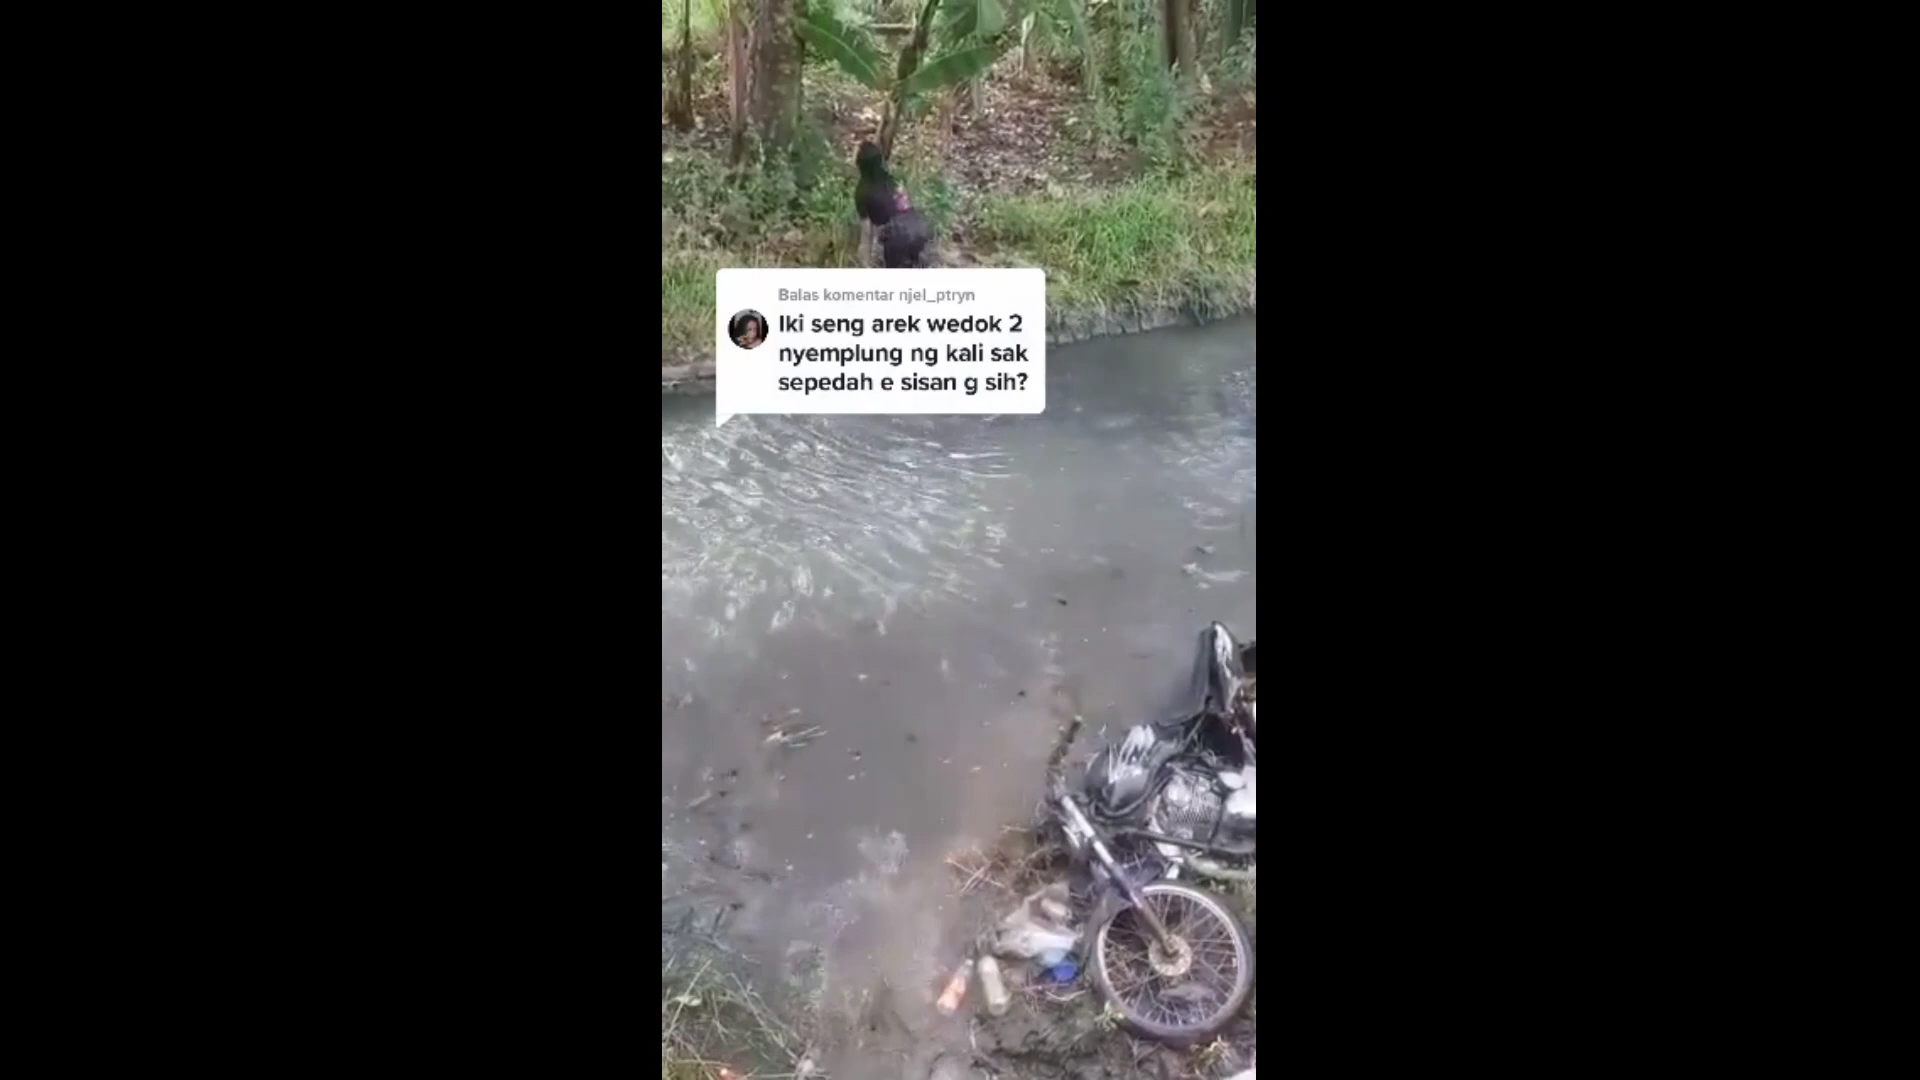 Balas komentar njel_ptryn
Iki seng arek wedok 2
nyemplung ng kali sak
sepedah e sisan g sih?